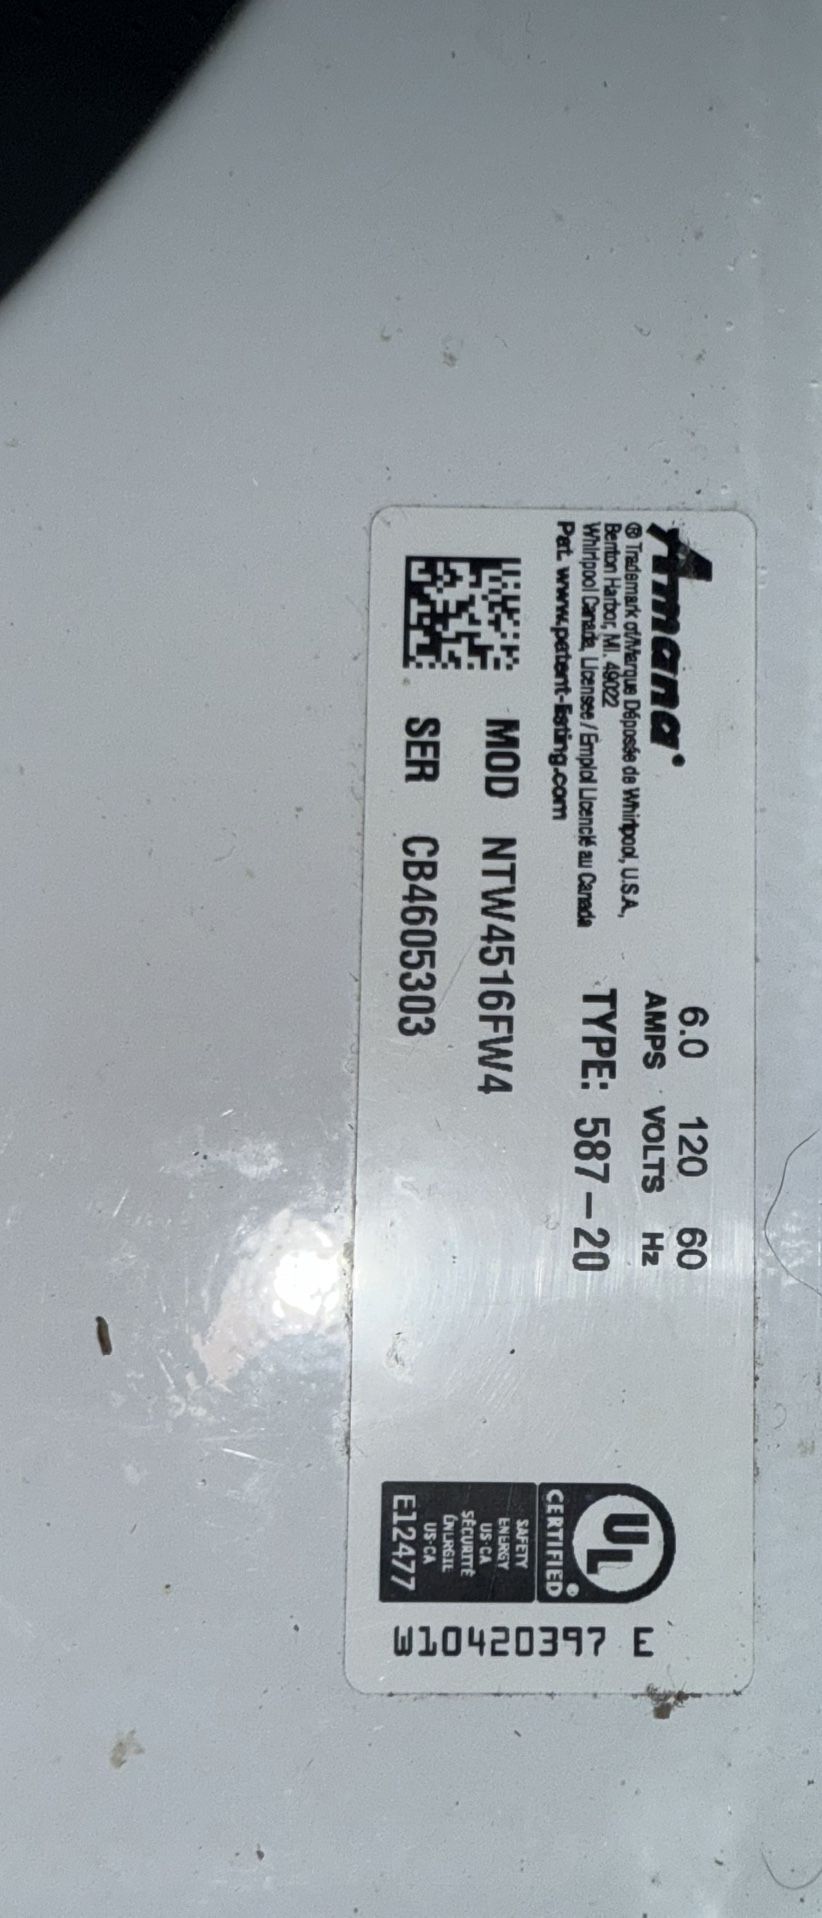 Amana®
® Trademark of/Marque Déposée de Whirlpool, U.S.A.,
Benton Harbor, MI. 49022
Whirlpool Canada, Licensee / Emploi Licencié au Canada
Pat. www.patent-listing.com
6.0 120 60
AMPS VOLTS Hz
TYPE: 587-20
MOD NTW4516FW4
SER CB4605303
UL
CERTIFIED®
SAFETY
ENERGY
US-CA
SÉCURITÉ
ÉNERGIE
US-CA
E12477
W10420397 E